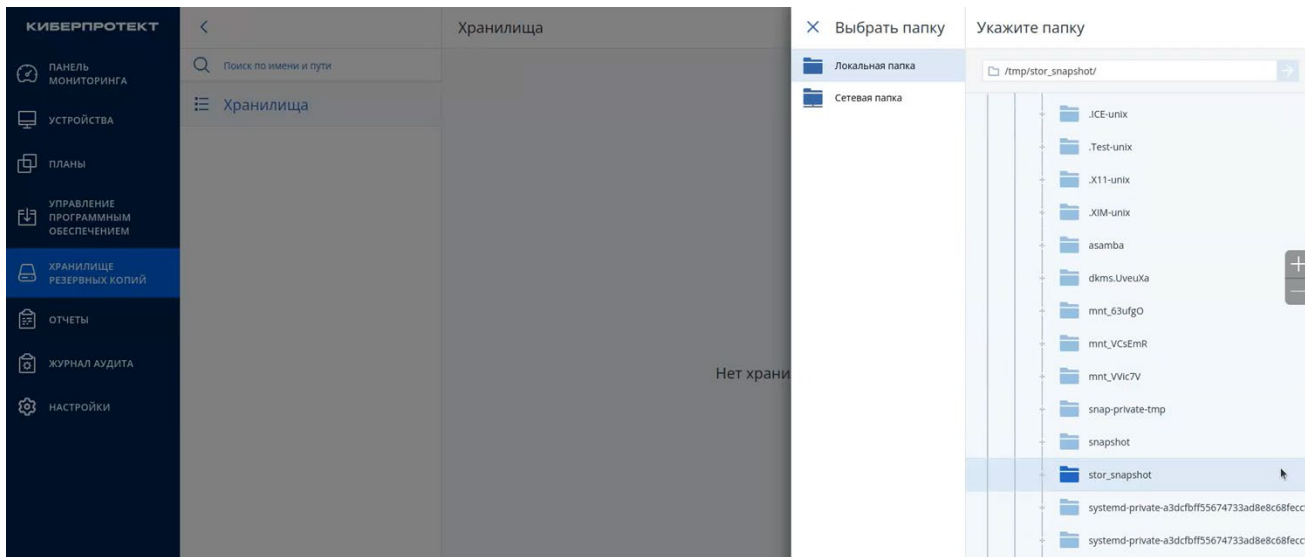 КИБЕРПРОТЕКТ
ПАНЕЛЬ
МОНИТОРИНГА
УСТРОЙСТВА
ПЛАНЫ
УПРАВЛЕНИЕ
ПРОГРАММНЫМ
ОБЕСПЕЧЕНИЕМ
ХРАНИЛИЩЕ
РЕЗЕРВНЫХ КОПИЙ
ОТЧЕТЫ
ЖУРНАЛ АУДИТА
НАСТРОЙКИ
Поиск по имени и пути
Хранилища
Хранилища
Нет храни
Выбрать папку
Локальная папка
Сетевая папка
Укажите папку
/tmp/stor_snapshot/
.ICE-unix
.Test-unix
.X11-unix
.XIM-unix
asamba
dkms.UveuXa
mnt_63ufgO
mnt_VCsEmR
mnt_VVic7V
snap-private-tmp
snapshot
stor_snapshot
systemd-private-a3dcfbff55674733ad8e8c68fecc
systemd-private-a3dcfbff55674733ad8e8c68fecc